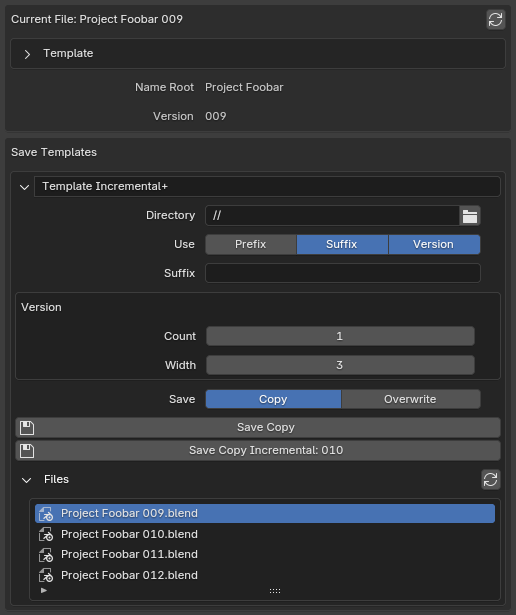 Current File: Project Foobar 009
Template
Name Root Project Foobar
Version 009
Save Templates
Template Incremental+
Directory //
Use Prefix Suffix Version
Suffix
Version
Count 1
Width 3
Save Copy Overwrite
Save Copy
Save Copy Incremental: 010
Files
Project Foobar 009.blend
Project Foobar 010.blend
Project Foobar 011.blend
Project Foobar 012.blend